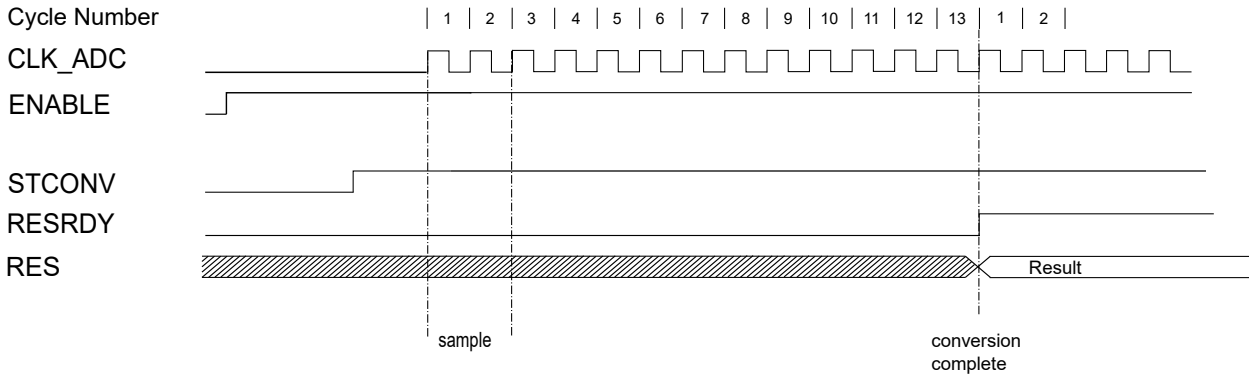 Cycle Number 1 2 3 4 5 6 7 8 9 10 11 12 13 1 2
CLK_ADC
ENABLE
STCONV
RESRDY
RES Result
sample conversion
complete